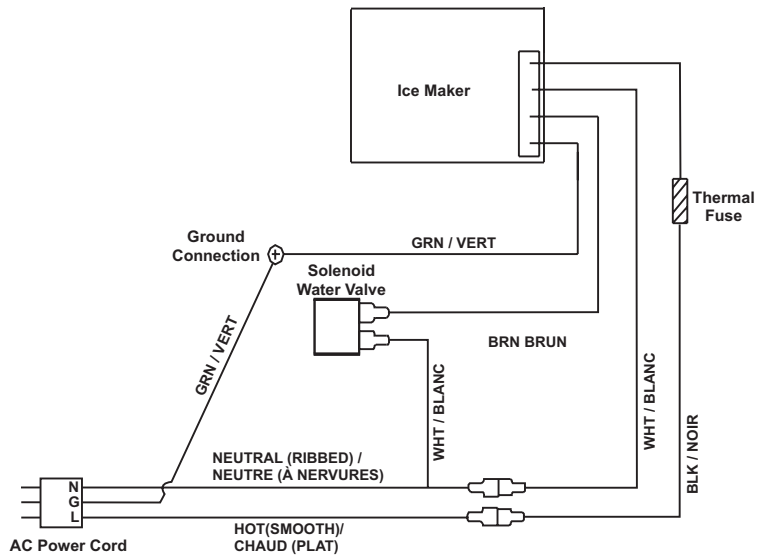 Ice Maker
Thermal
Fuse
Ground
Connection
GRN / VERT
Solenoid
Water Valve
GRN / VERT
BRN BRUN
WHT / BLANC
WHT / BLANC
BLK / NOIR
NEUTRAL (RIBBED) /
NEUTRE (À NERVURES)
N
G
L
HOT(SMOOTH)/
CHAUD (PLAT)
AC Power Cord